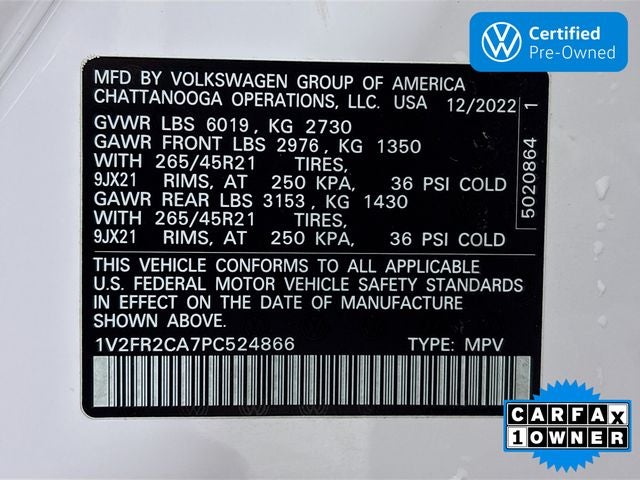 Certified
Pre-Owned
MFD BY VOLKSWAGEN GROUP OF AMERICA
CHATTANOOGA OPERATIONS, LLC. USA 12/2022
GVWR LBS 6019, KG 2730
GAWR FRONT LBS 2976, KG 1350
WITH 265/45R21 TIRES,
9JX21 RIMS, AT 250 KPA, 36 PSI COLD
GAWR REAR LBS 3153, KG 1430
WITH 265/45R21 TIRES,
9JX21 RIMS, AT 250 KPA, 36 PSI COLD
5020864 1
THIS VEHICLE CONFORMS TO ALL APPLICABLE
U.S. FEDERAL MOTOR VEHICLE SAFETY STANDARDS
IN EFFECT ON THE DATE OF MANUFACTURE
SHOWN ABOVE.
1V2FR2CA7PC524866 TYPE: MPV
CARFAX
1 OWNER